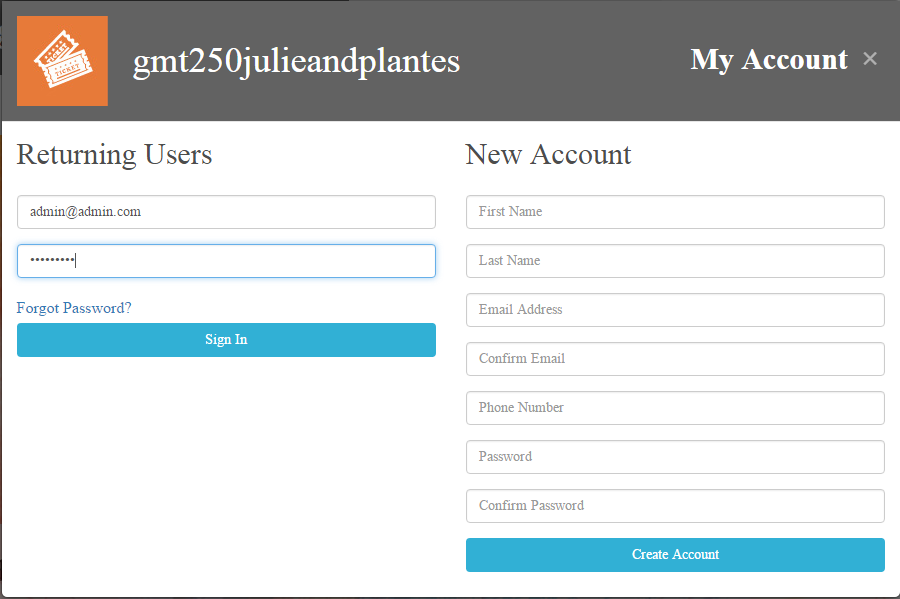 TICKET
TICKET
gmt250julieandplantes
My Account ×
Returning Users
admin@admin.com
•••••••••
Forgot Password?
Sign In
New Account
First Name
Last Name
Email Address
Confirm Email
Phone Number
Password
Confirm Password
Create Account